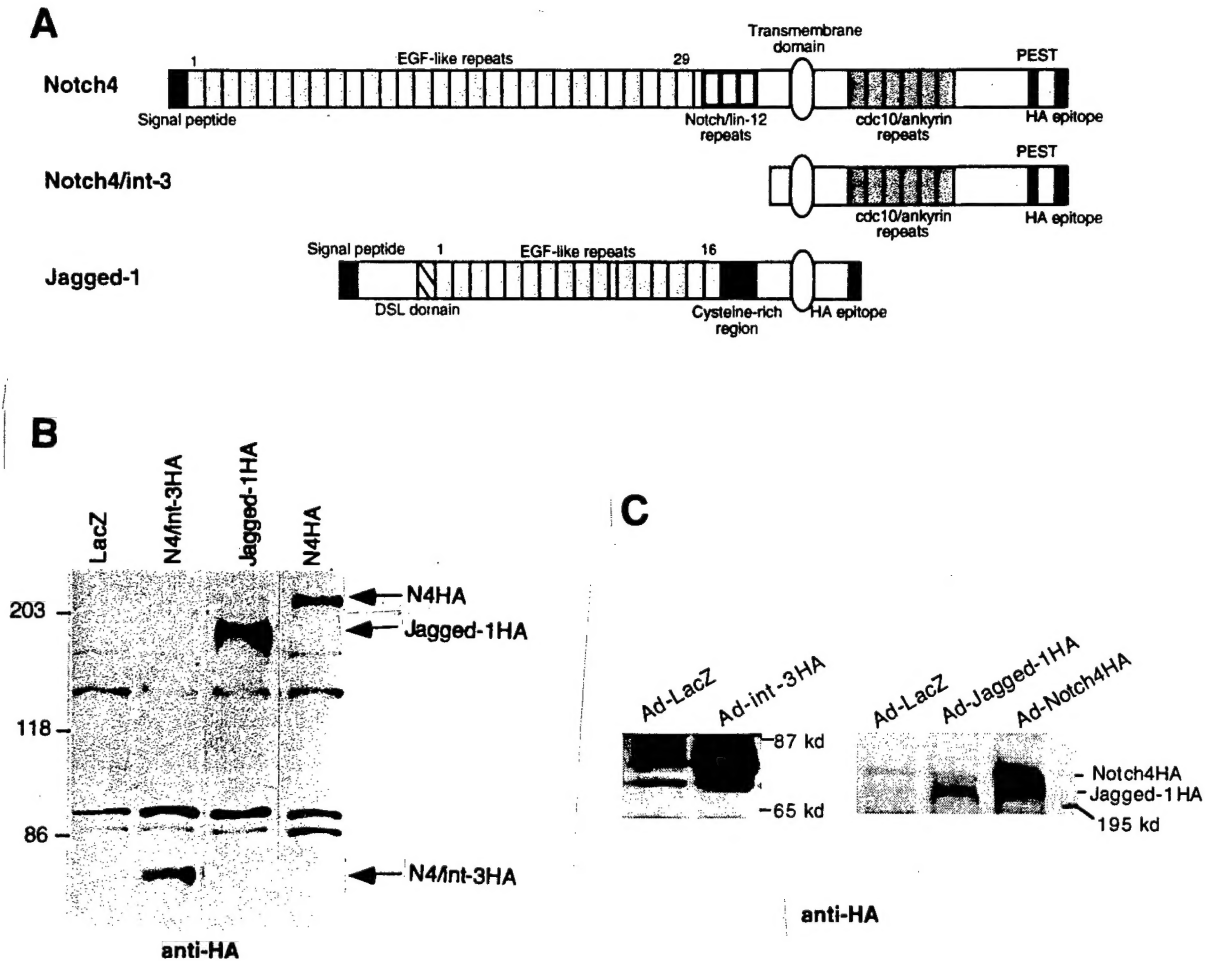 A
Transmembrane
domain
1
EGF-like repeats
29
PEST
Notch4
Signal peptide
Notch/lin-12
repeats
cdc10/ankyrin
repeats
HA epitope
PEST
Notch4/int-3
cdc10/ankyrin
repeats
HA epitope
Signal peptide
1
EGF-like repeats
16
Jagged-1
DSL domain
Cysteine-rich
region
HA epitope
B
LacZ
N4/int-3HA
Jagged-1HA
N4HA
203
118
86
N4HA
Jagged-1HA
N4/int-3HA
anti-HA
C
Ad-LacZ
Ad-int-3HA
87 kd
65 kd
Ad-LacZ
Ad-Jagged-1HA
Ad-Notch4HA
Notch4HA
Jagged-1HA
195 kd
anti-HA